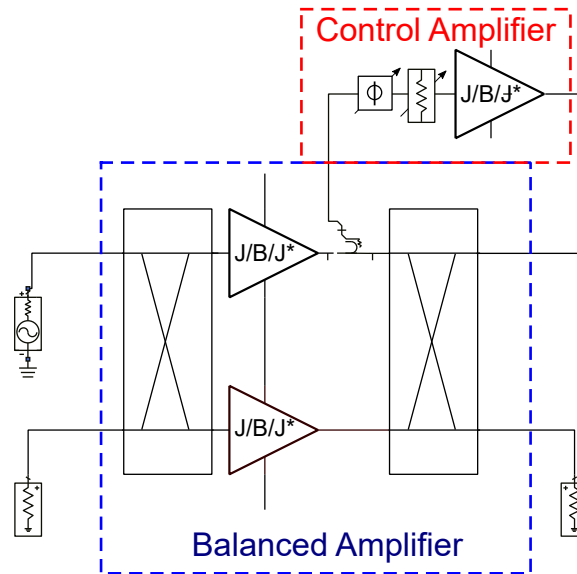 Control Amplifier
ϕ
J/B/J*
J/B/J*
J/B/J*
Balanced Amplifier